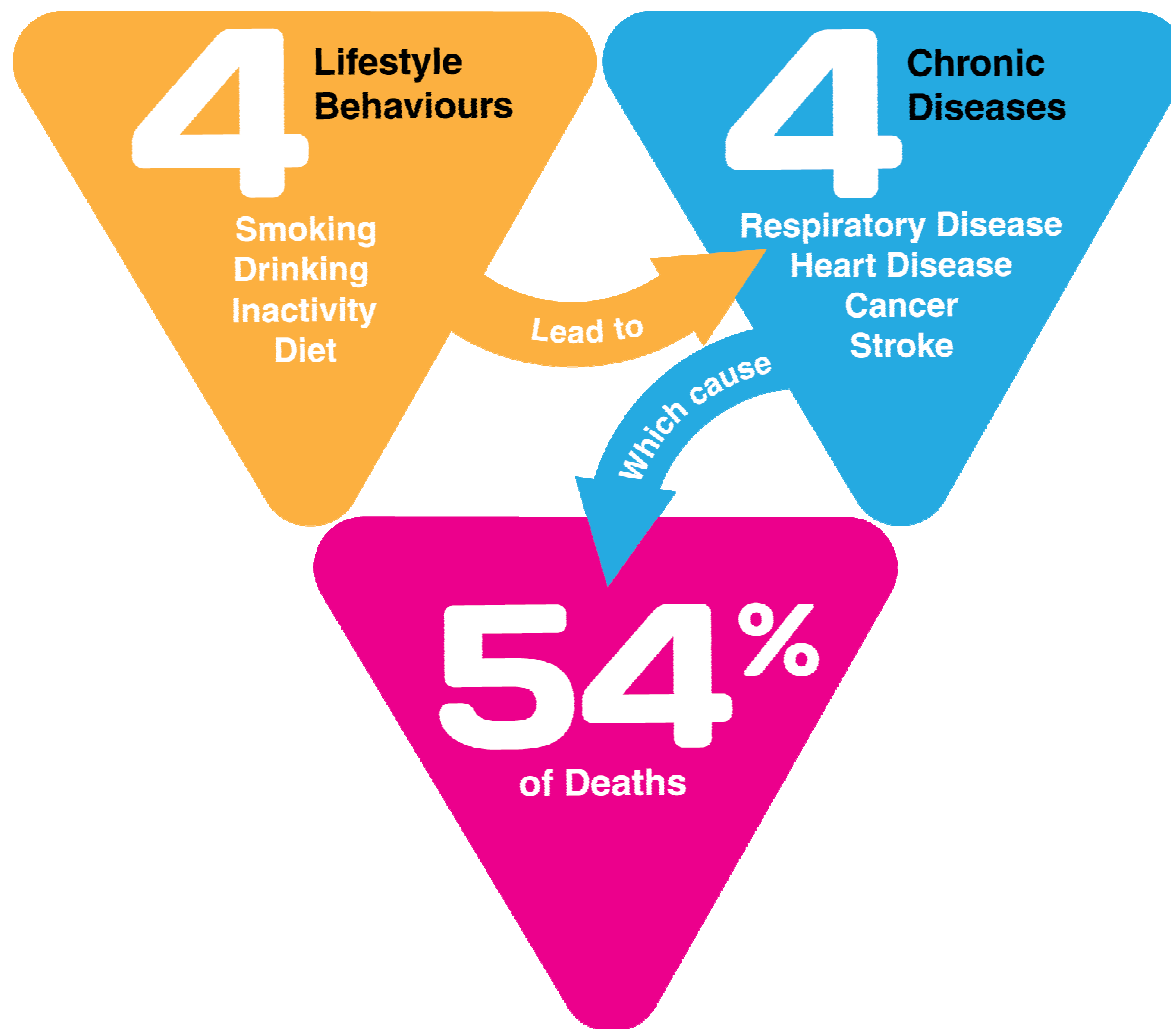 4
Lifestyle
Behaviours
Smoking
Drinking
Inactivity
Diet
Lead to
4
Chronic
Diseases
Respiratory Disease
Heart Disease
Cancer
Stroke
Which cause
54%
of Deaths